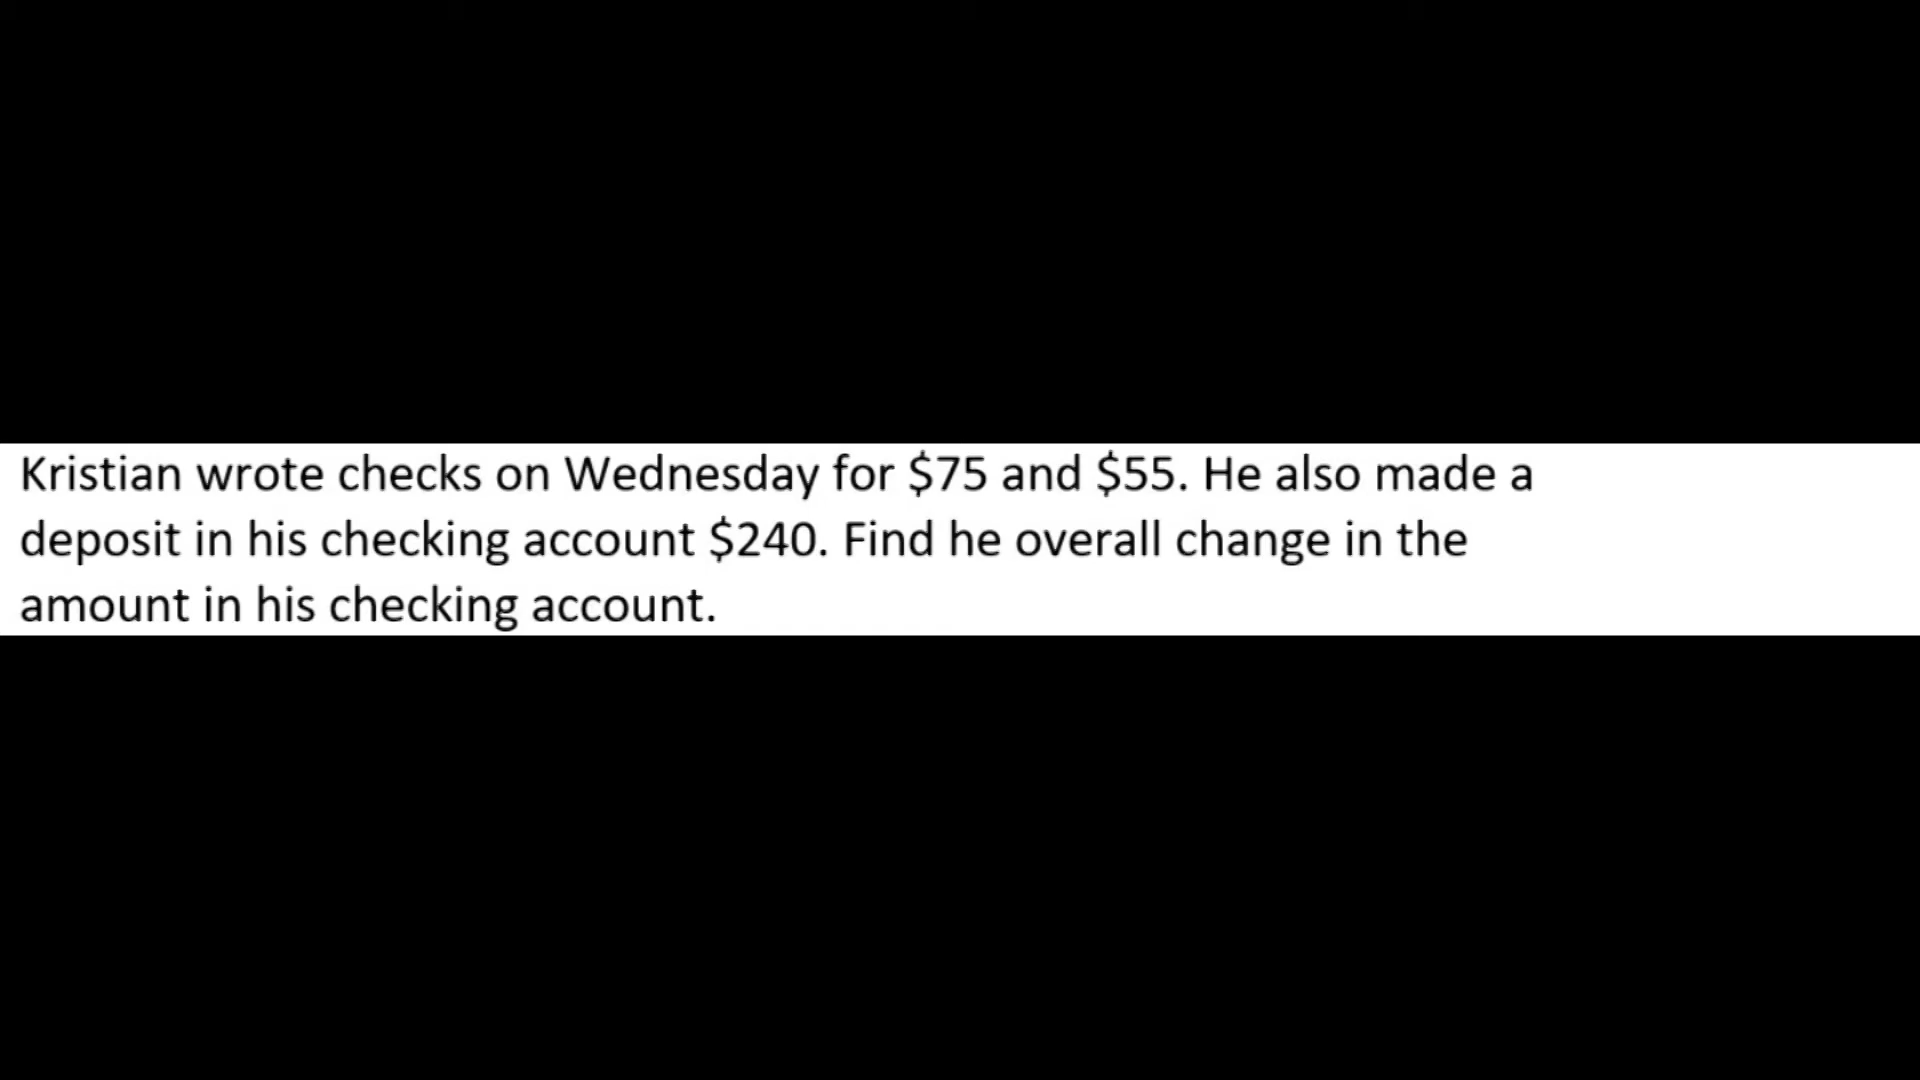 Kristian wrote checks on Wednesday for $75 and $55. He also made a
deposit in his checking account $240. Find he overall change in the
amount in his checking account.